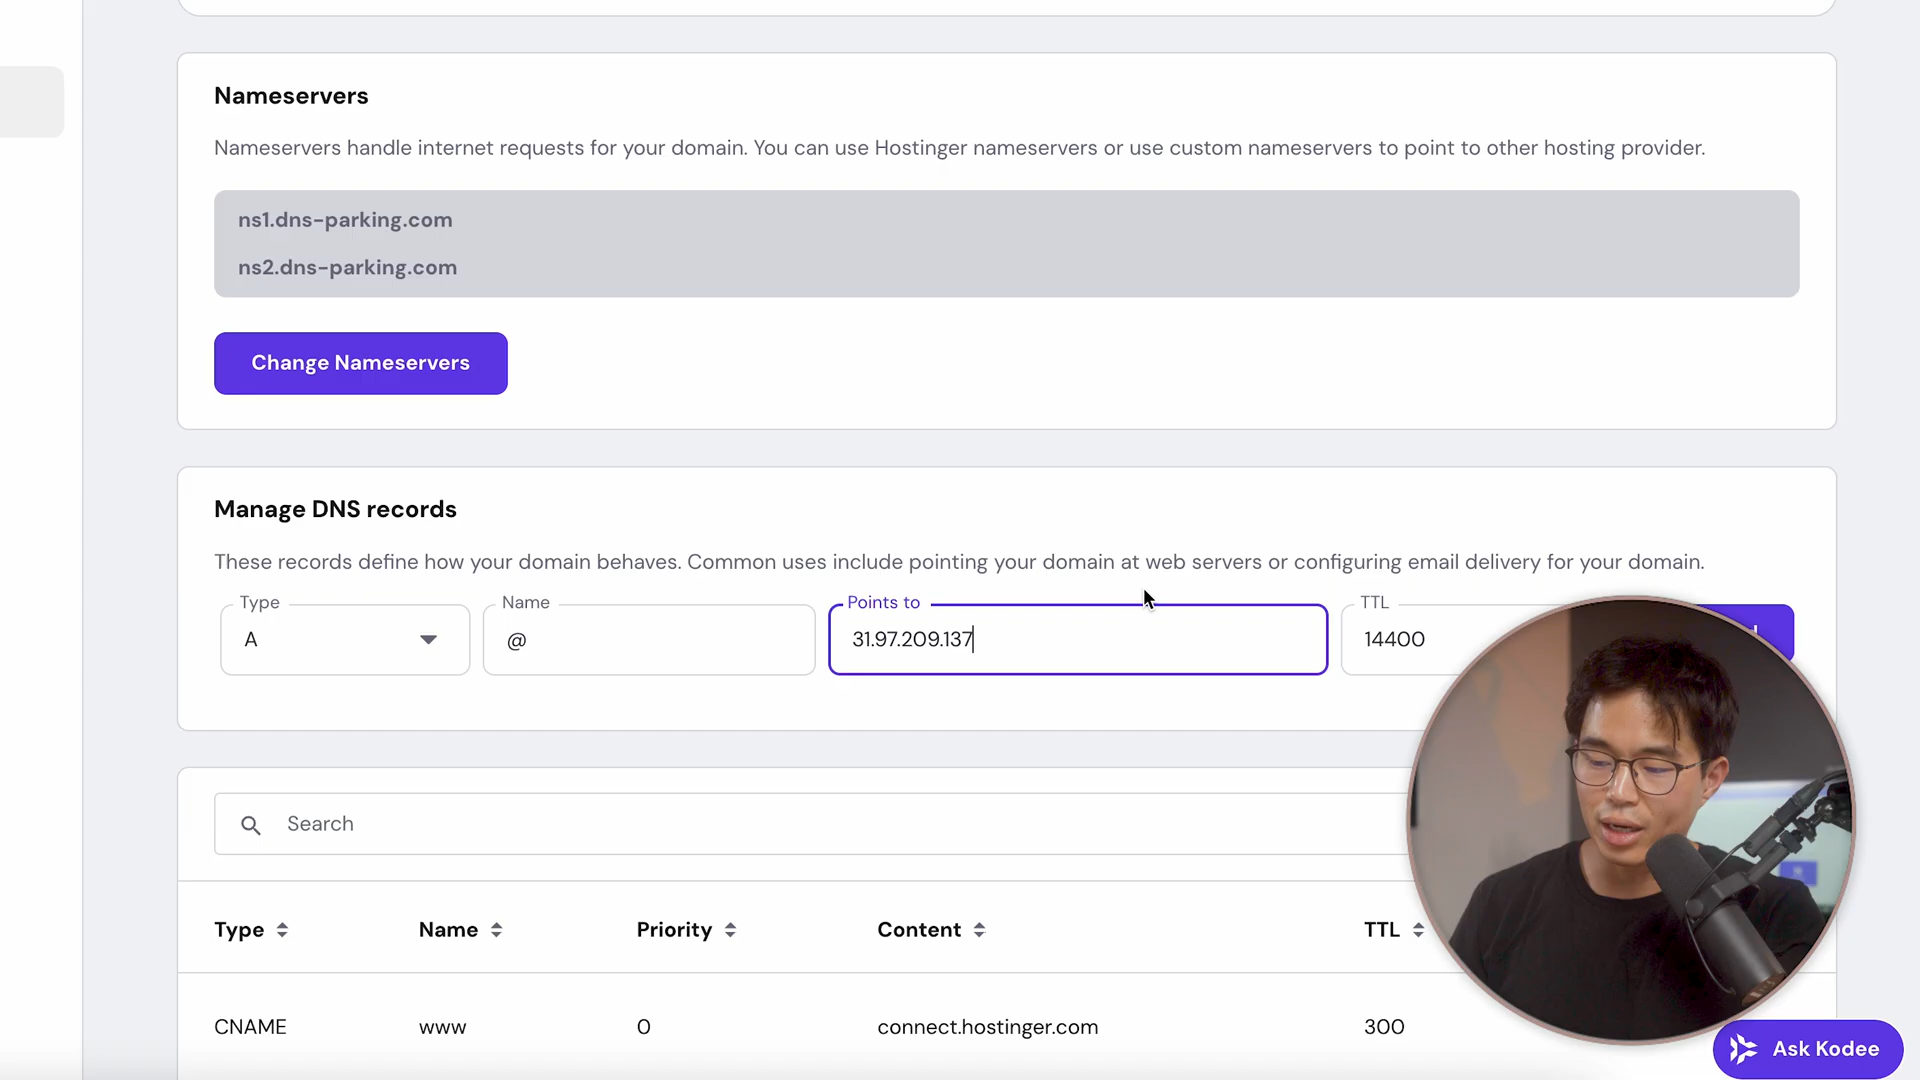 Nameservers
Nameservers handle internet requests for your domain. You can use Hostinger nameservers or use custom nameservers to point to other hosting provider.
ns1.dns-parking.com
ns2.dns-parking.com
Change Nameservers
Manage DNS records
These records define how your domain behaves. Common uses include pointing your domain at web servers or configuring email delivery for your domain.
Type Name Points to TTL
A @ 31.97.209.137 14400
Search
Type Name Priority Content TTL
CNAME www 0 connect.hostinger.com 300
Ask Kodee